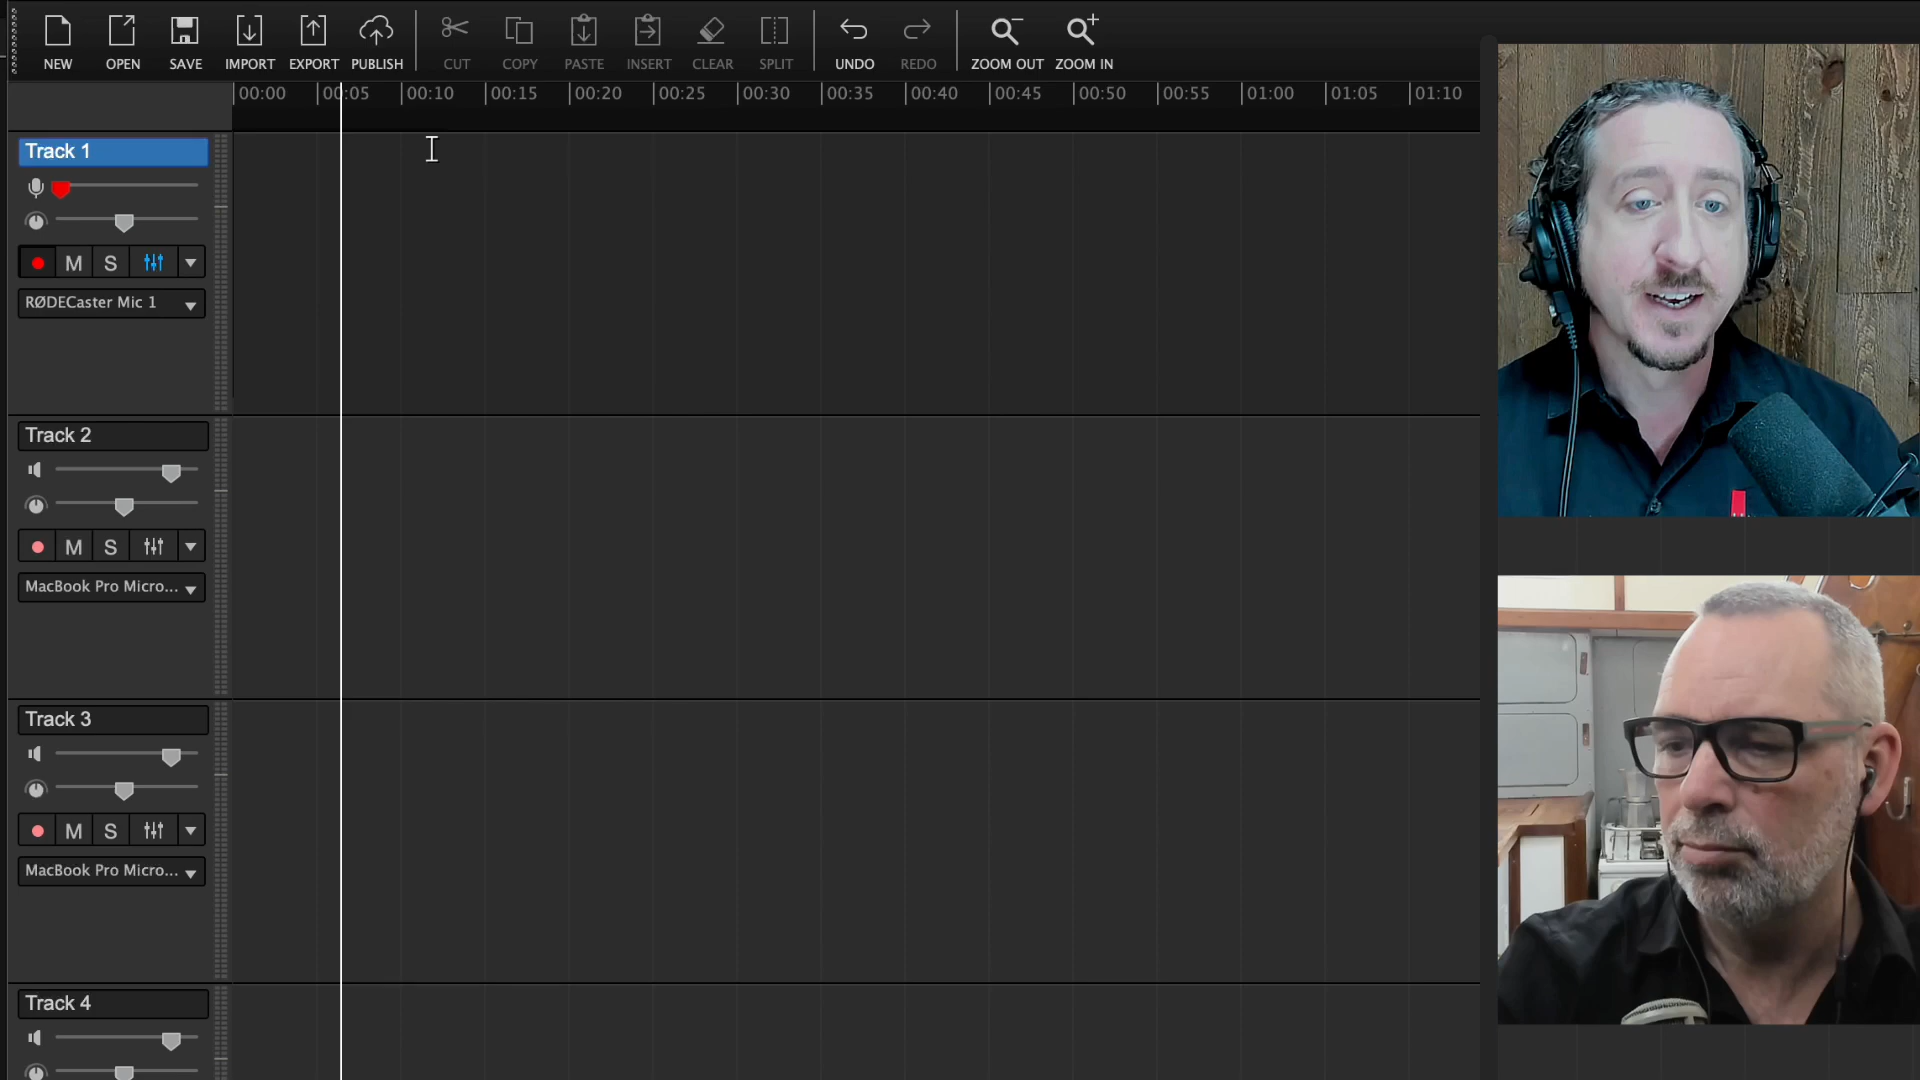 NEW OPEN SAVE IMPORT EXPORT PUBLISH CUT COPY PASTE INSERT CLEAR SPLIT UNDO REDO ZOOM OUT ZOOM IN
00:00 00:05 00:10 00:15 00:20 00:25 00:30 00:35 00:40 00:45 00:50 00:55 01:00 01:05 01:10
Track 1
M S
RØDECaster Mic 1
Track 2
M S
MacBook Pro Micro...
Track 3
M S
MacBook Pro Micro...
Track 4